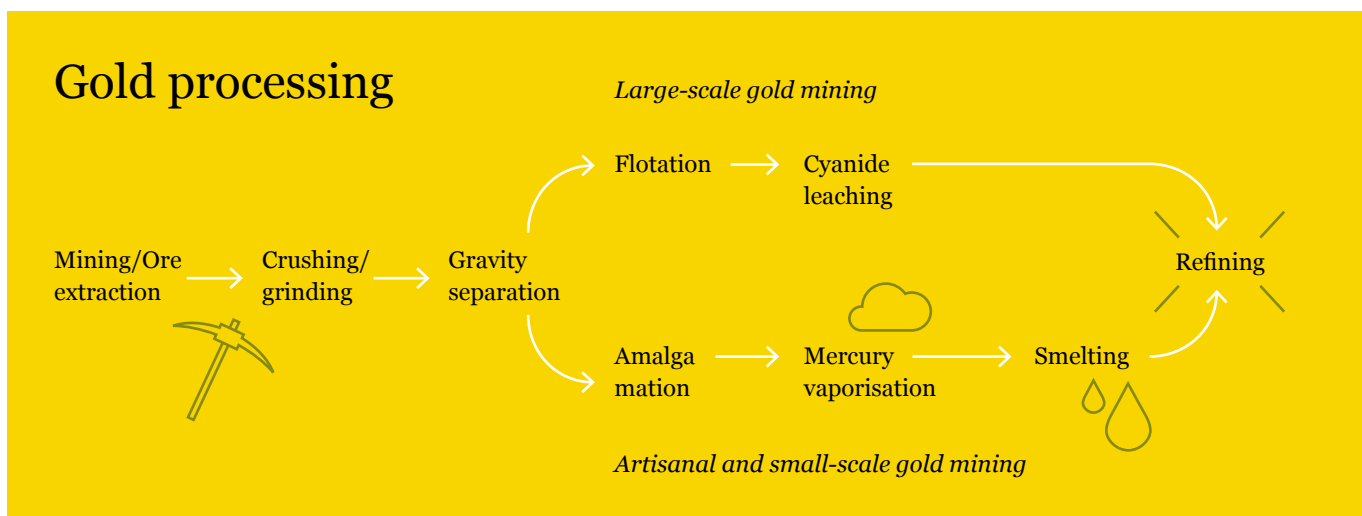 Gold processing
Large-scale gold mining
Flotation
Cyanide
leaching
Mining/Ore
extraction
Crushing/
grinding
Gravity
separation
Refining
Amalga
mation
Mercury
vaporisation
Smelting
Artisanal and small-scale gold mining